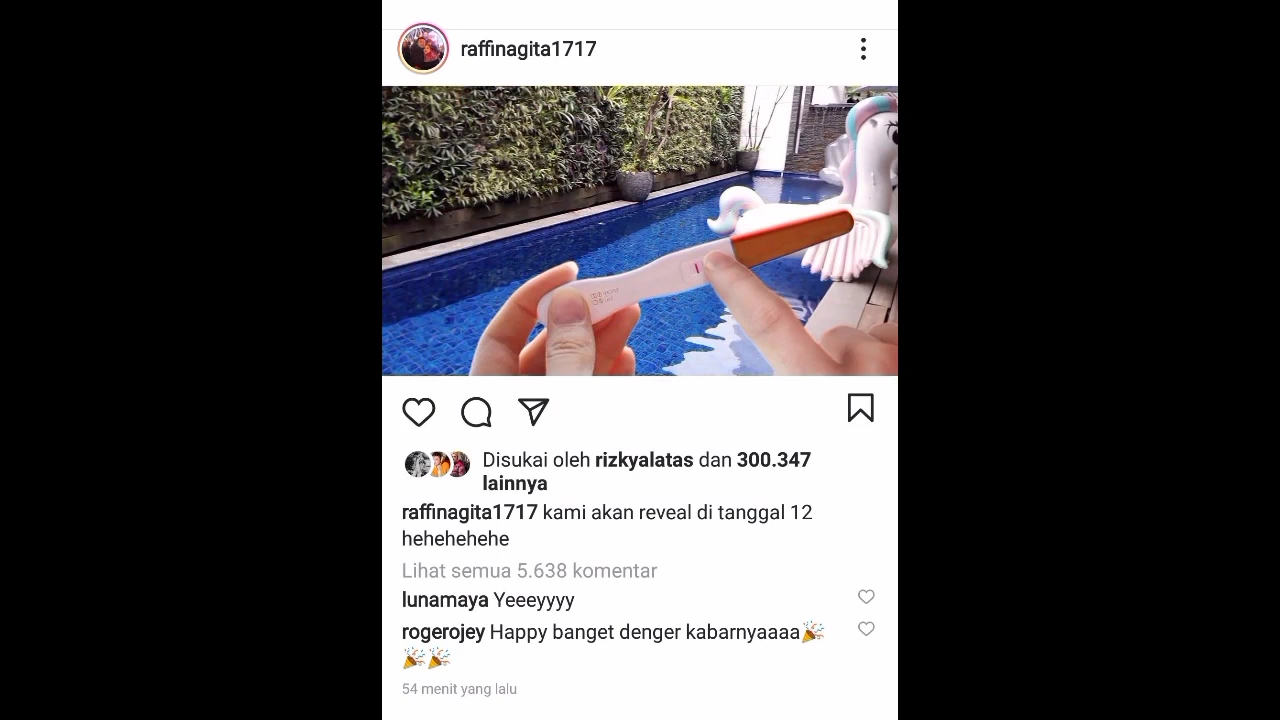 raffinagita1717
Disukai oleh rizkyalatas dan 300.347
lainnya
raffinagita1717 kami akan reveal di tanggal 12
hehehehehe
Lihat semua 5.638 komentar
lunamaya Yeeeyyyy
rogerojey Happy banget denger kabarnyaaaa🎉
🎉🎉
54 menit yang lalu